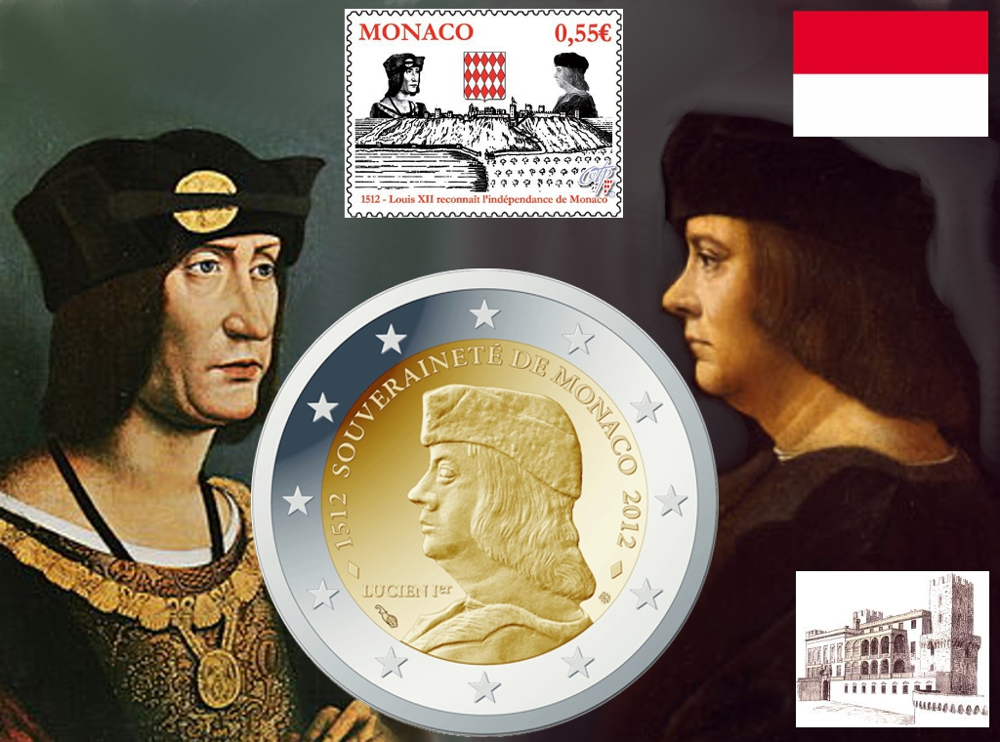 MONACO 0,55€
1512 - Louis XII reconnaît l'indépendance de Monaco
1512 SOUVERAINETÉ DE MONACO 2012
LUCIEN Ier